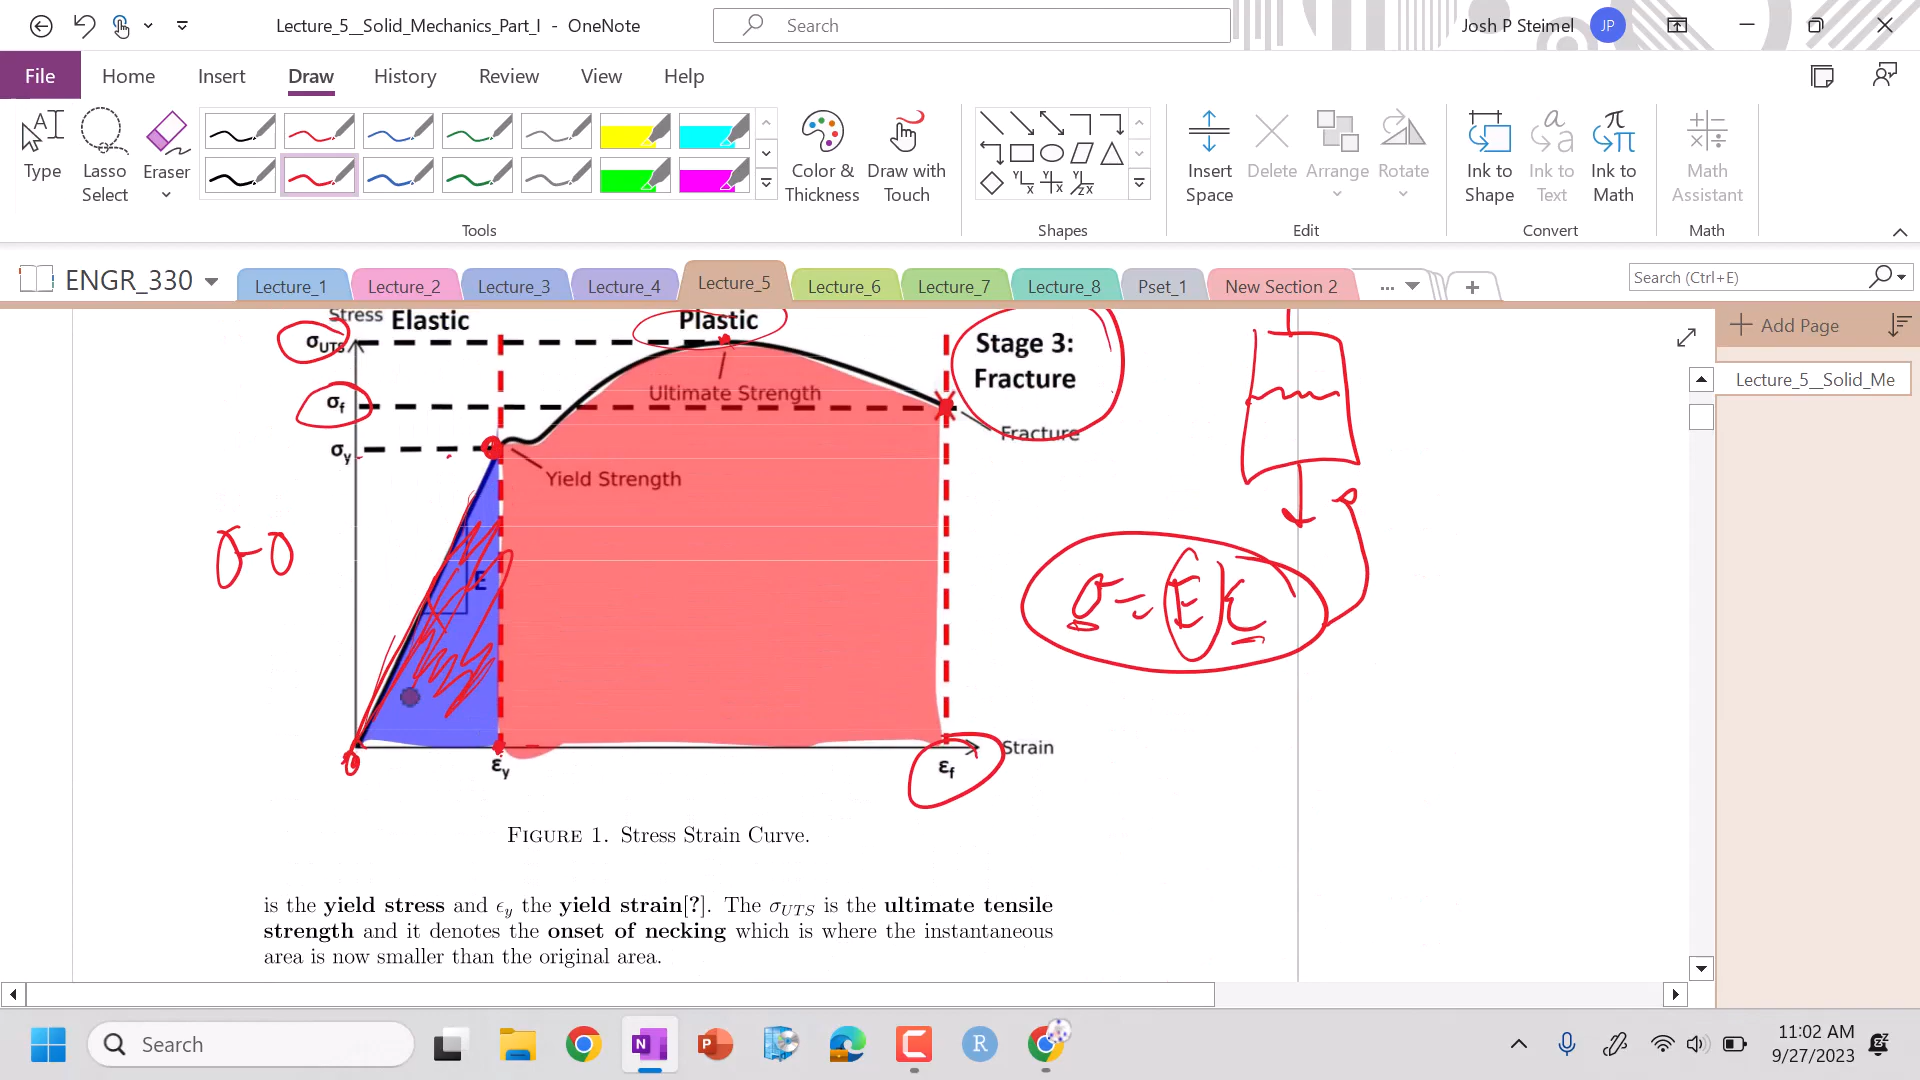 Lecture_5__Solid_Mechanics_Part_I - OneNote
Search
Josh P Steimel
JP
File
Home
Insert
Draw
History
Review
View
Help
Type
Lasso Select
Eraser
Color & Thickness
Draw with Touch
Insert Space
Delete
Arrange
Rotate
Ink to Shape
Ink to Text
Ink to Math
Math Assistant
Tools
Shapes
Edit
Convert
Math
ENGR_330
Lecture_1
Lecture_2
Lecture_3
Lecture_4
Lecture_5
Lecture_6
Lecture_7
Lecture_8
Pset_1
New Section 2
...
Search (Ctrl+E)
Add Page
Lecture_5__Solid_Me
Stress
Elastic
Plastic
Stage 3:
Fracture
σUTS
σf
σy
Ultimate Strength
Fracture
Yield Strength
E
σ = E ε
εy
εf
Strain
FIGURE 1. Stress Strain Curve.
is the yield stress and ϵy the yield strain[?]. The σUTS is the ultimate tensile
strength and it denotes the onset of necking which is where the instantaneous
area is now smaller than the original area.
Search
11:02 AM
9/27/2023